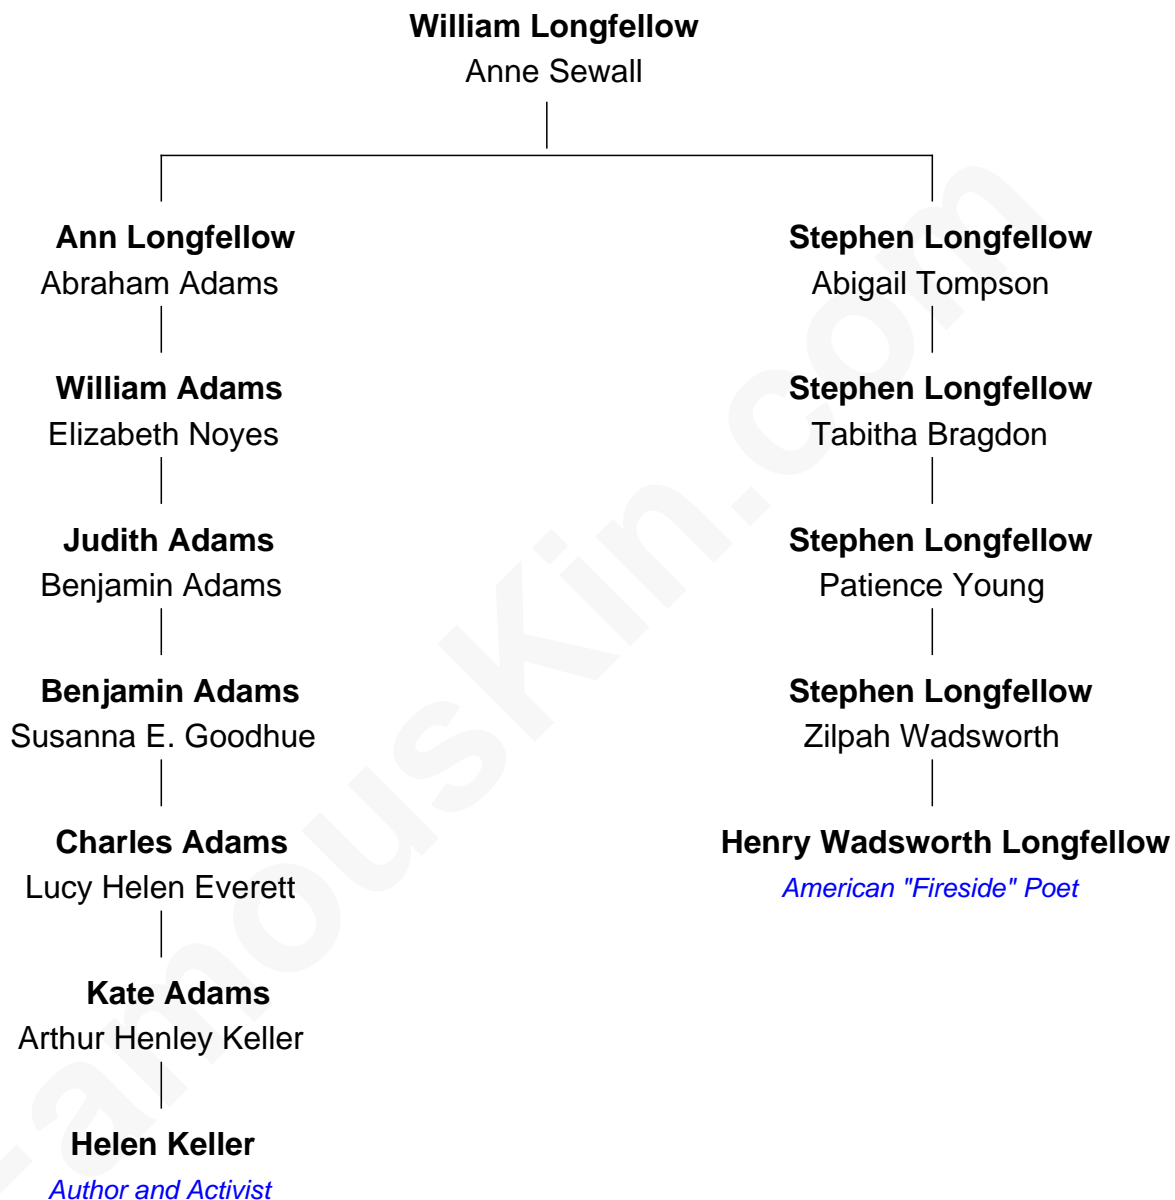 William Longfellow
Anne Sewall
Ann Longfellow
Abraham Adams
William Adams
Elizabeth Noyes
Judith Adams
Benjamin Adams
Benjamin Adams
Susanna E. Goodhue
Charles Adams
Lucy Helen Everett
Kate Adams
Arthur Henley Keller
Helen Keller
Author and Activist
Stephen Longfellow
Abigail Tompson
Stephen Longfellow
Tabitha Bragdon
Stephen Longfellow
Patience Young
Stephen Longfellow
Zilpah Wadsworth
Henry Wadsworth Longfellow
American "Fireside" Poet
FamousKin.com